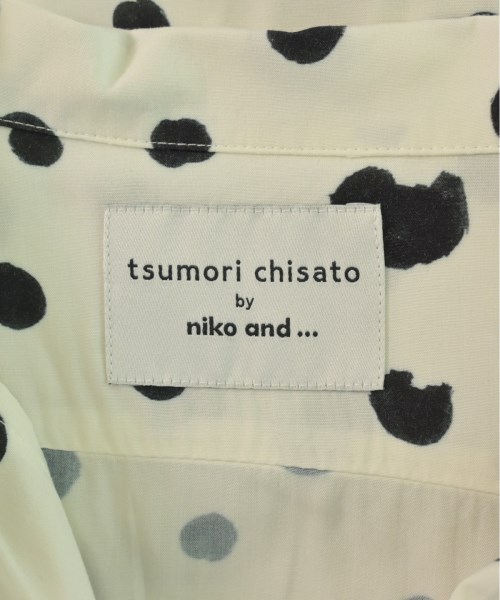 tsumori chisato
by
niko and ...